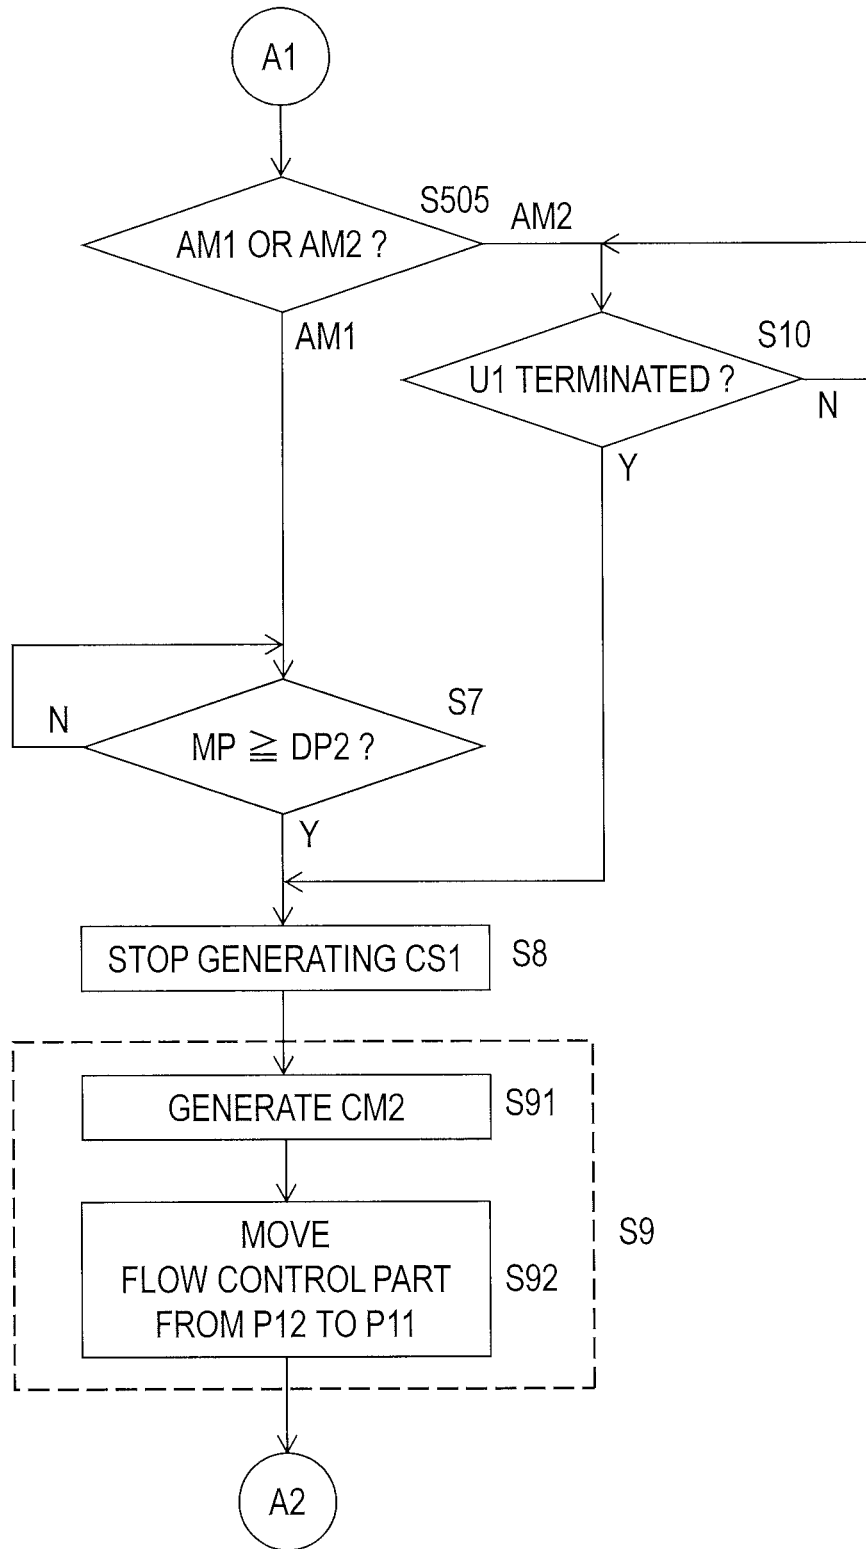 A1
S505
AM2
AM1 OR AM2 ?
AM1
S10
U1 TERMINATED ?
N
Y
S7
N
MP ≧ DP2 ?
Y
STOP GENERATING CS1
S8
GENERATE CM2
S91
S9
MOVE
FLOW CONTROL PART
FROM P12 TO P11
S92
A2